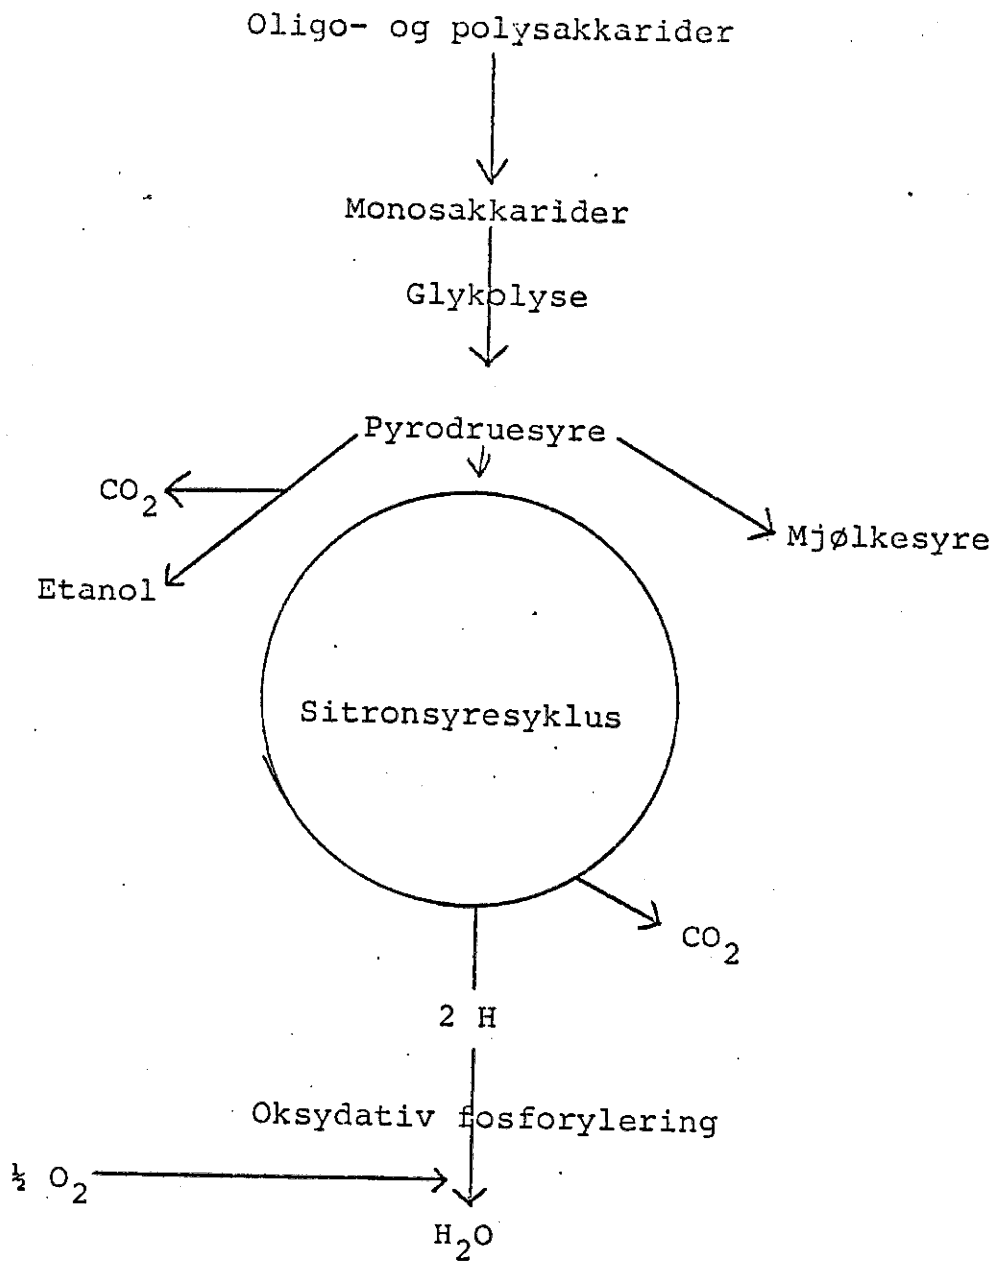 Oligo- og polysakkarider
Monosakkarider
Glykolyse
Pyrodruesyre
CO₂
Mjølkesyre
Etanol
Sitronsyresyklus
CO₂
2 H
Oksydativ fosforylering
½ O₂
H₂O